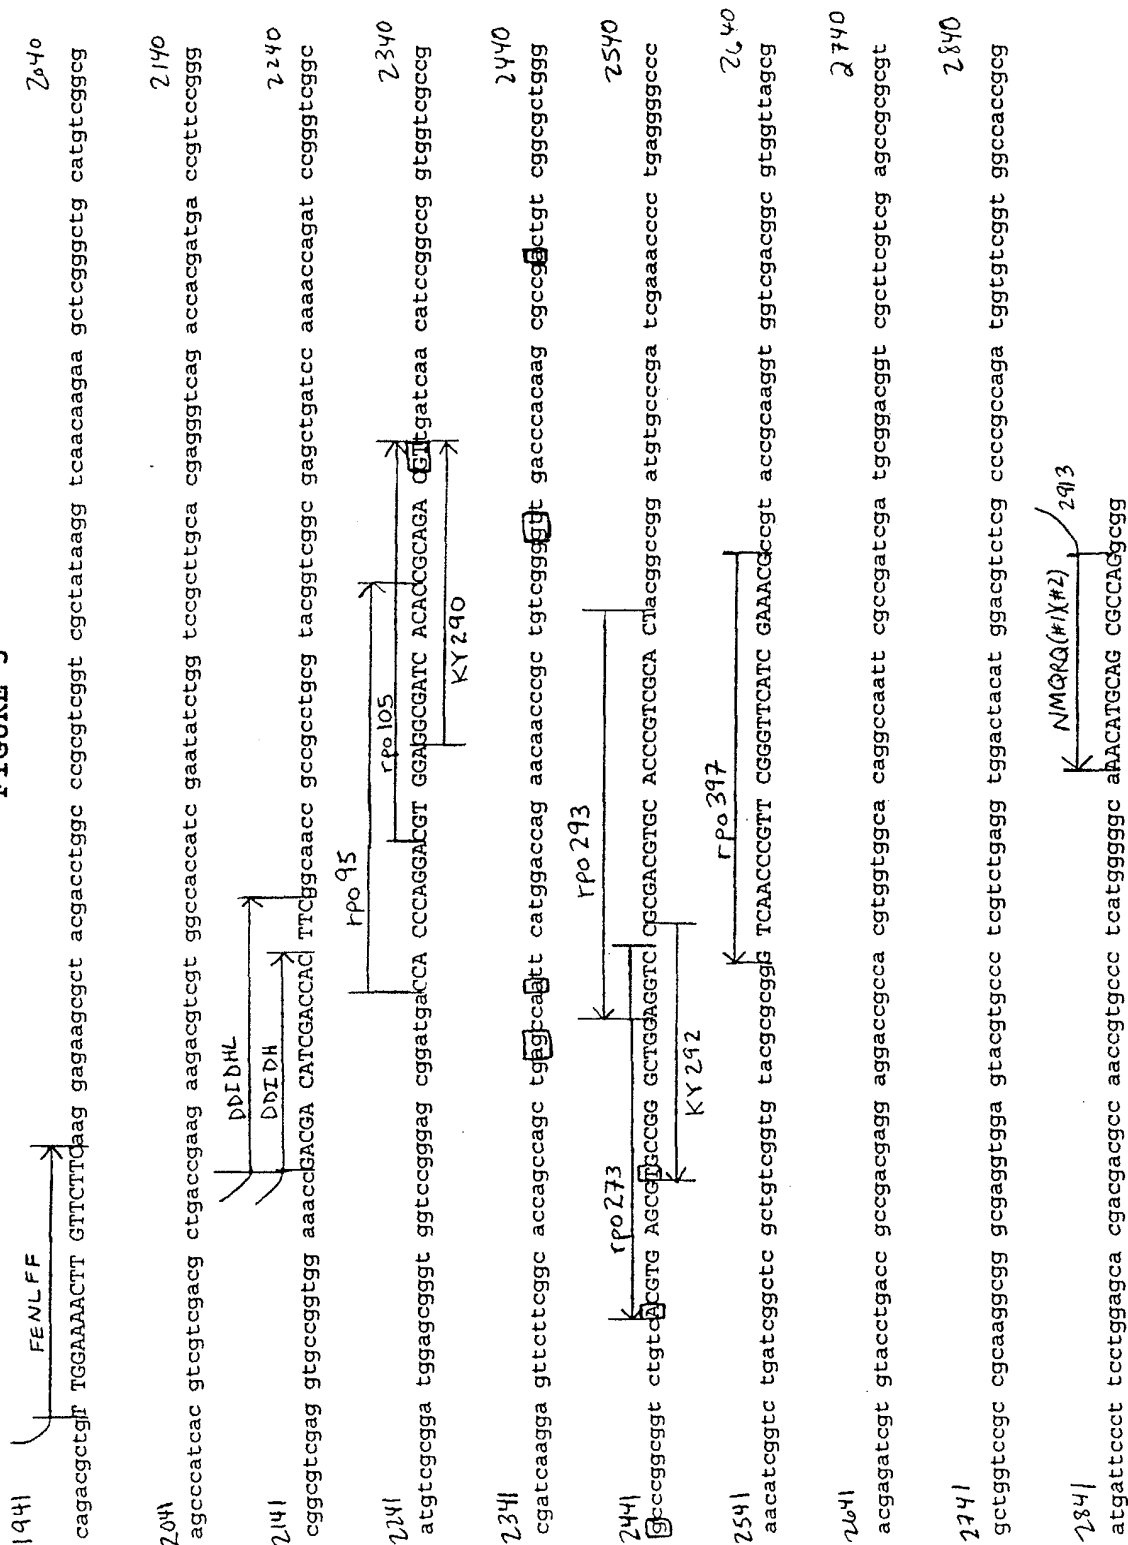 FIGURE 3
1941 2040
FENLFF
cagacgctgT TGGAAAACTT GTTCTTCaag gagaagcgct acgacctggc ccgcgtcggt cgctataagg tcaacaagaa gctcgggctg catgtcggcg
2041 2140
agcccatcac gtcgtcgacg ctgaccgaag aagacgtcgt ggccaccatc gaatatctgg tccgcttgca cgagggtcag accacgatga ccgttccggg
2141 2240
DDIDHL
DDIDH
cggcgtcgag gtgccggtgg aaaccGACGA CATCGACCAC TTCggcaacc gccgcctgcg tacggtcggc gagctgatcc aaaaccagat ccgggtcggc
2241 2340
rpo95
rpo105
atgtcgcgga tggagcgggt ggtccgggag cggatgaCCA CCCAGGACGT GGAGGCGATC ACACCGCAGA CGTtgatcaa catccggccg gtggtcgccg
KY290
2341 2440
cgatcaagga gttcttcggc accagccagc tgagccaatt catggaccag aacaacccgc tgtcggggtt gacccacaag cgccgactgt cggcgctggg
2441 2540
rpo273
rpo293
gcccggcggt ctgtcACGTG AGCGTGCCGG GCTGGAGGTC CGCGACGTGC ACCCGTCGCA CTacggccgg atgtgcccga tcgaaacccc tgaggggccc
KY292
2541 2640
rpo397
aacatcggtc tgatcggctc gctgtcggtg tacgcgcggG TCAACCCGTT CGGGTTCATC GAAACGccgt accgcaaggt ggtcgacggc gtggttagcg
2641 2740
acgagatcgt gtacctgacc gccgacgagg aggaccgcca cgtggtggca caggccaatt cgccgatcga tgcggacggt cgcttcgtcg agccgcgcgt
2741 2840
gctggtccgc cgcaaggcgg gcgaggtgga gtacgtgccc tcgtctgagg tggactacat ggacgtctcg ccccgccaga tggtgtcggt ggccaccgcg
2841
NMQRQ(#1)(#2) 2913
atgattcccct tcctggagca cgacgacgcc aaccgtgccc tcatgggggc aAACATGCAG CGCCAGgcgg